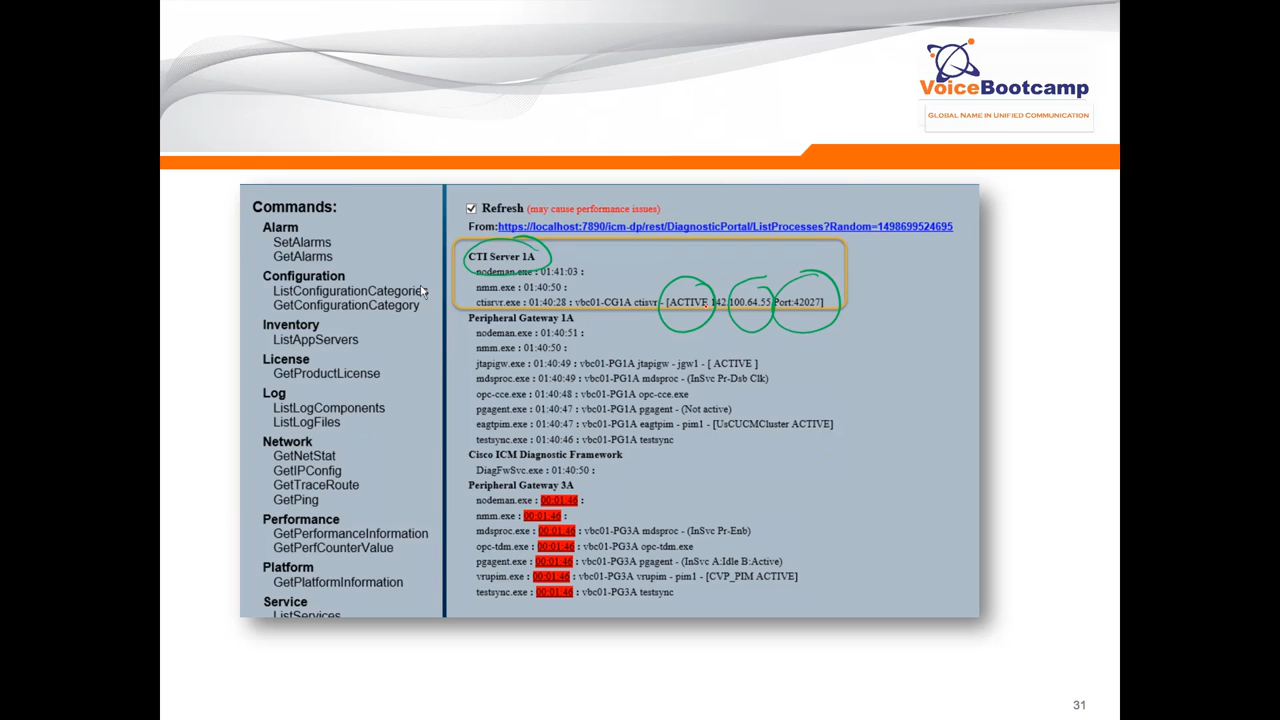 VoiceBootcamp
GLOBAL NAME IN UNIFIED COMMUNICATION
Commands:
Alarm
SetAlarms
GetAlarms
Configuration
ListConfigurationCategories
GetConfigurationCategory
Inventory
ListAppServers
License
GetProductLicense
Log
ListLogComponents
ListLogFiles
Network
GetNetStat
GetIPConfig
GetTraceRoute
GetPing
Performance
GetPerformanceInformation
GetPerfCounterValue
Platform
GetPlatformInformation
Service
ListServices
Refresh (may cause performance issues)
From:https://localhost:7890/icm-dp/rest/DiagnosticPortal/ListProcesses?Random=1498699524695
CTI Server 1A
nodeman.exe : 01:41:03 :
nmm.exe : 01:40:50 :
ctisrvr.exe : 01:40:28 : vbc01-CG1A ctisvr - [ACTIVE 142.100.64.55 Port:42027]
Peripheral Gateway 1A
nodeman.exe : 01:40:51 :
nmm.exe : 01:40:50 :
jtapigw.exe : 01:40:49 : vbc01-PG1A jtapigw - jgw1 - [ ACTIVE ]
mdsproc.exe : 01:40:49 : vbc01-PG1A mdsproc - (InSvc Pr-Dsb Clk)
opc-cce.exe : 01:40:48 : vbc01-PG1A opc-cce.exe
pgagent.exe : 01:40:47 : vbc01-PG1A pgagent - (Not active)
eagtpim.exe : 01:40:47 : vbc01-PG1A eagtpim - pim1 - [UsCUCMCluster ACTIVE]
testsync.exe : 01:40:46 : vbc01-PG1A testsync
Cisco ICM Diagnostic Framework
DiagFwSvc.exe : 01:40:50 :
Peripheral Gateway 3A
nodeman.exe : 00:01:46 :
nmm.exe : 00:01:46 :
mdsproc.exe : 00:01:46 : vbc01-PG3A mdsproc - (InSvc Pr-Enb)
opc-tdm.exe : 00:01:46 : vbc01-PG3A opc-tdm.exe
pgagent.exe : 00:01:46 : vbc01-PG3A pgagent - (InSvc A:Idle B:Active)
vrupim.exe : 00:01:46 : vbc01-PG3A vrupim - pim1 - [CVP_PIM ACTIVE]
testsync.exe : 00:01:46 : vbc01-PG3A testsync
31